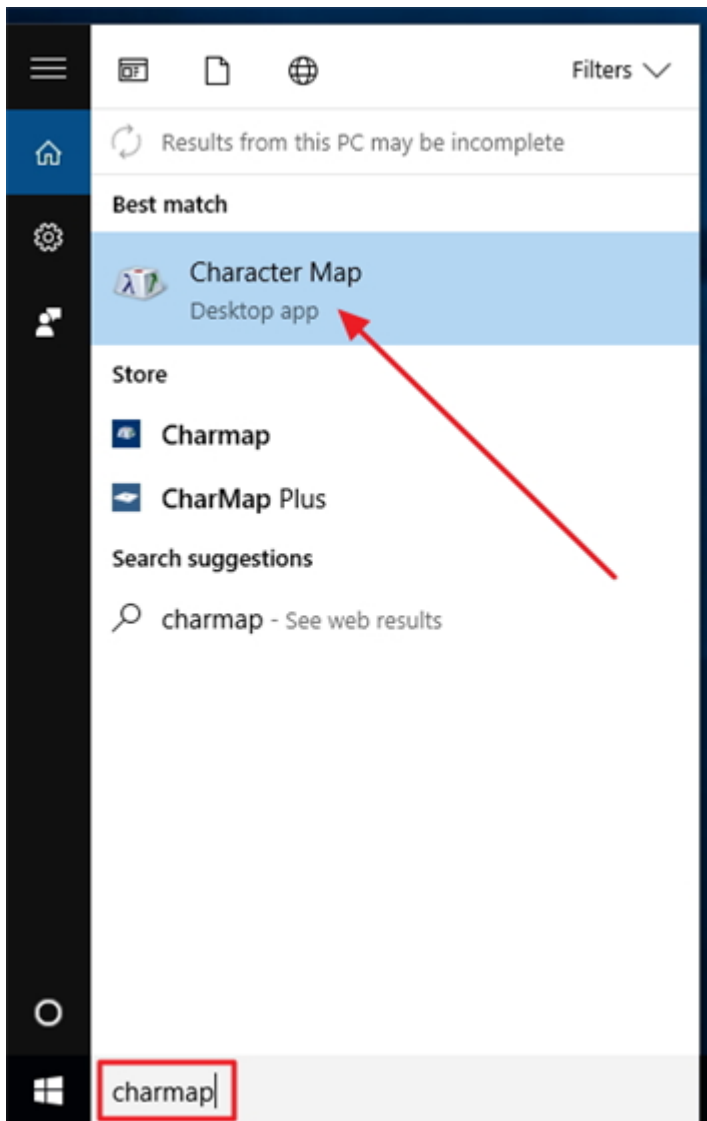 Filters
Results from this PC may be incomplete
Best match
Character Map
Desktop app
Store
Charmap
CharMap Plus
Search suggestions
charmap - See web results
charmap